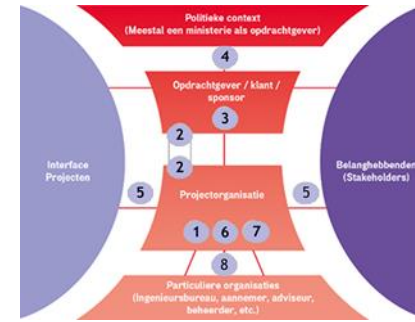 Politieke context
(Meestal een ministerie als opdrachtgever)
4
Opdrachtgever / klant /
sponsor
3
2
2
Interface
Projecten
Belanghebbenden
(Stakeholders)
5
Projectorganisatie
5
1 6 7
8
Particuliere organisaties
(Ingenieursbureau, aannemer, adviseur,
beheerder, etc.)